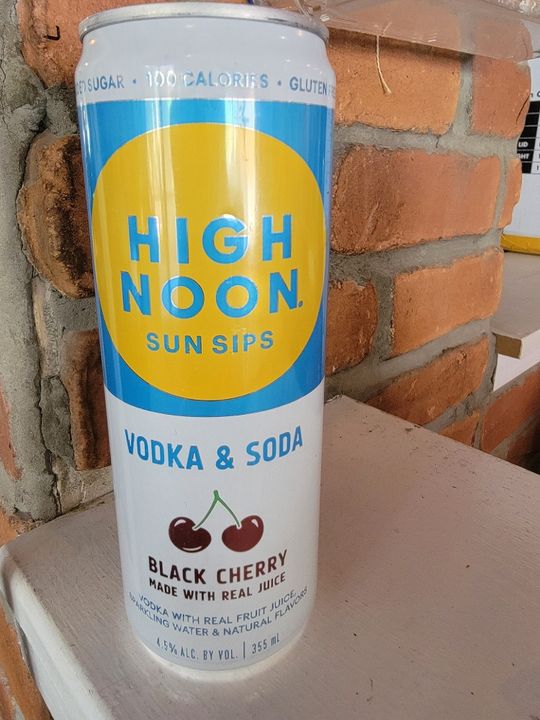 SUGAR • 100 CALORIES • GLUTEN
HIGH
NOON.
SUN SIPS
VODKA & SODA
BLACK CHERRY
MADE WITH REAL JUICE
VODKA WITH REAL FRUIT JUICE,
SPARKLING WATER & NATURAL FLAVORS
4.5% ALC. BY VOL. | 355 mL